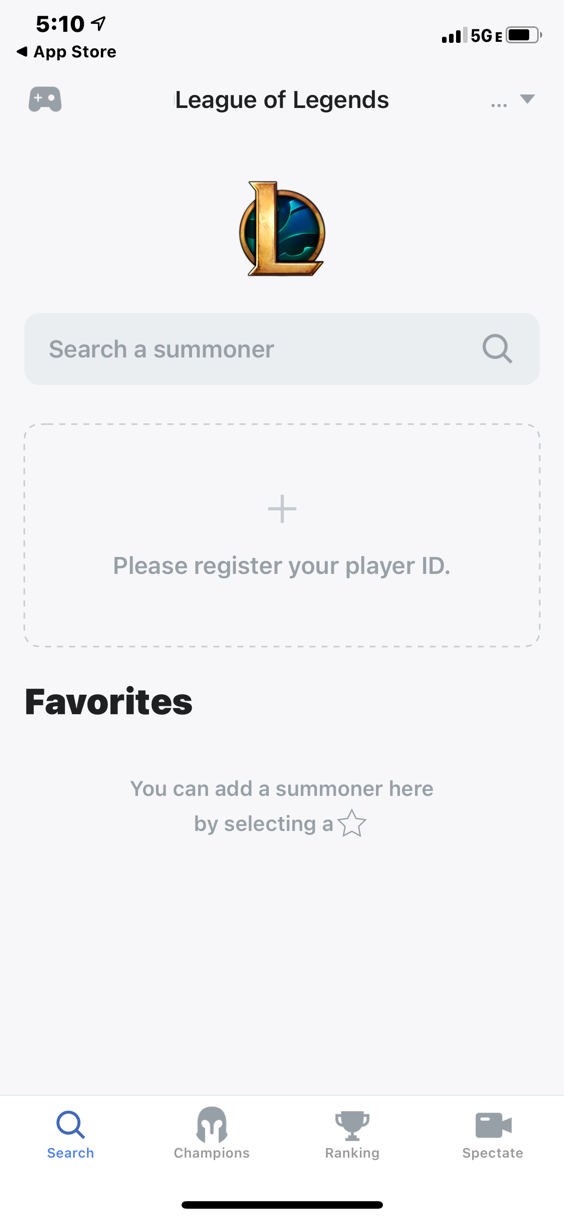 5:10
5G E
App Store
League of Legends
...
Search a summoner
Please register your player ID.
Favorites
You can add a summoner here
by selecting a
Search
Champions
Ranking
Spectate